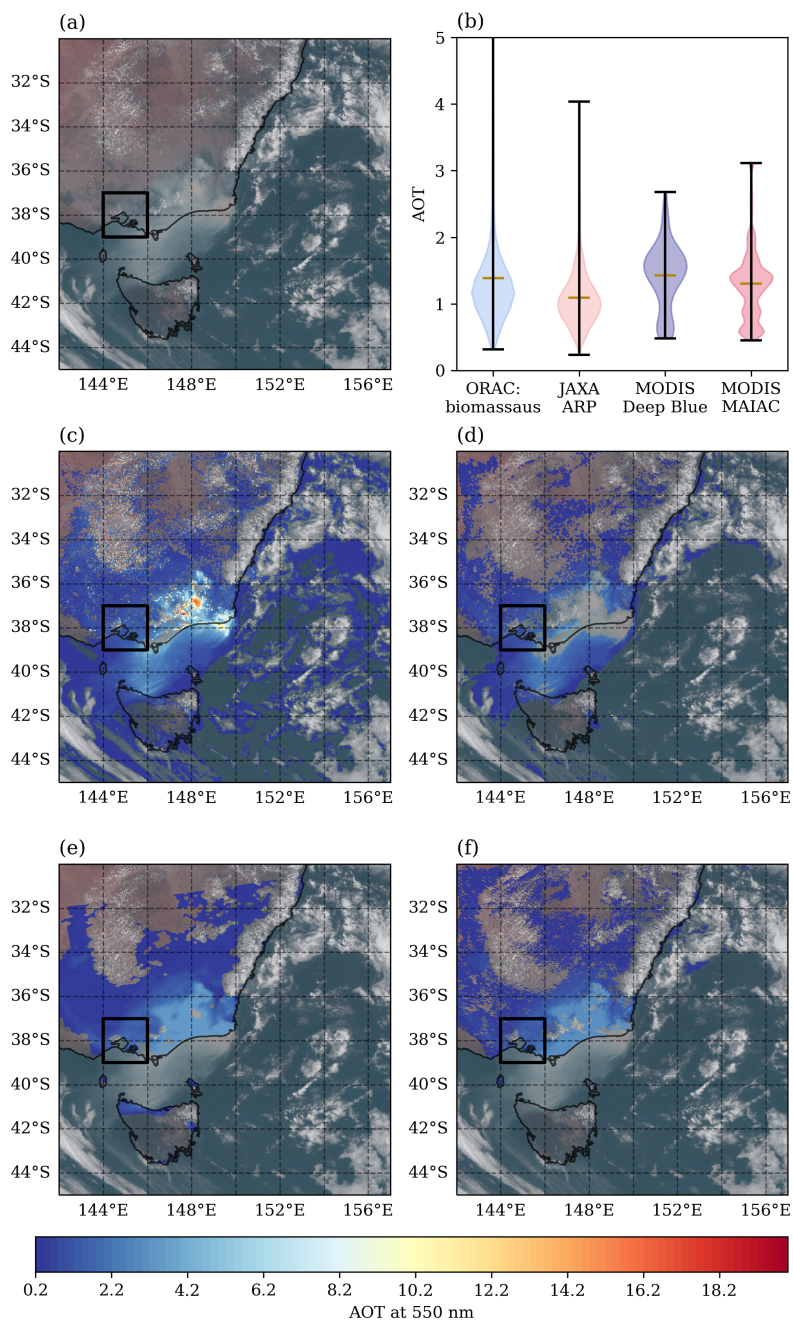 (a)
32°S
34°S
36°S
38°S
40°S
42°S
44°S
144°E 148°E 152°E 156°E
(b)
AOT
5
4
3
2
1
0
ORAC: JAXA MODIS MODIS
biomassaus ARP Deep Blue MAIAC
(c)
32°S
34°S
36°S
38°S
40°S
42°S
44°S
144°E 148°E 152°E 156°E
(d)
32°S
34°S
36°S
38°S
40°S
42°S
44°S
144°E 148°E 152°E 156°E
(e)
32°S
34°S
36°S
38°S
40°S
42°S
44°S
144°E 148°E 152°E 156°E
(f)
32°S
34°S
36°S
38°S
40°S
42°S
44°S
144°E 148°E 152°E 156°E
0.2 2.2 4.2 6.2 8.2 10.2 12.2 14.2 16.2 18.2
AOT at 550 nm